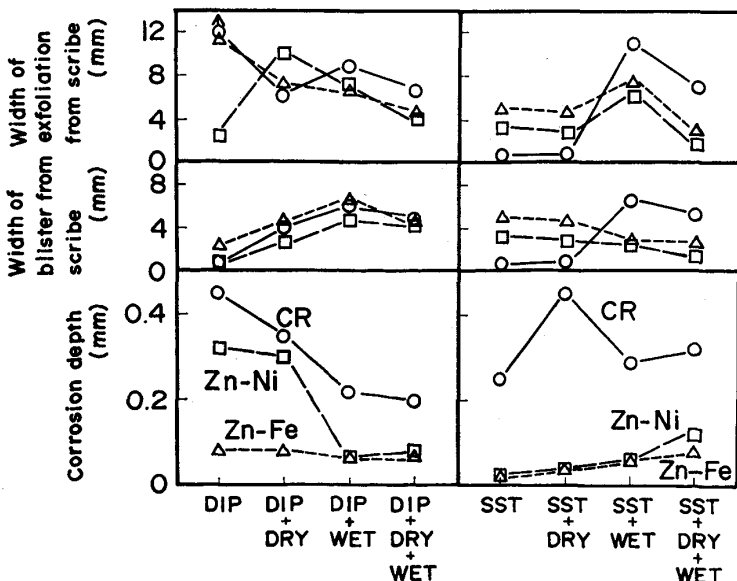 Width of exfoliation
from scribe
(mm)
12
8
4
0
Width of
blister from
scribe
(mm)
8
4
0
Corrosion depth
(mm)
0.4
0.2
0
CR
Zn-Ni
Zn-Fe
CR
Zn-Ni
Zn-Fe
DIP
DIP
+
DRY
DIP
+
WET
DIP
+
DRY
+
WET
SST
SST
+
DRY
SST
+
WET
SST
+
DRY
+
WET